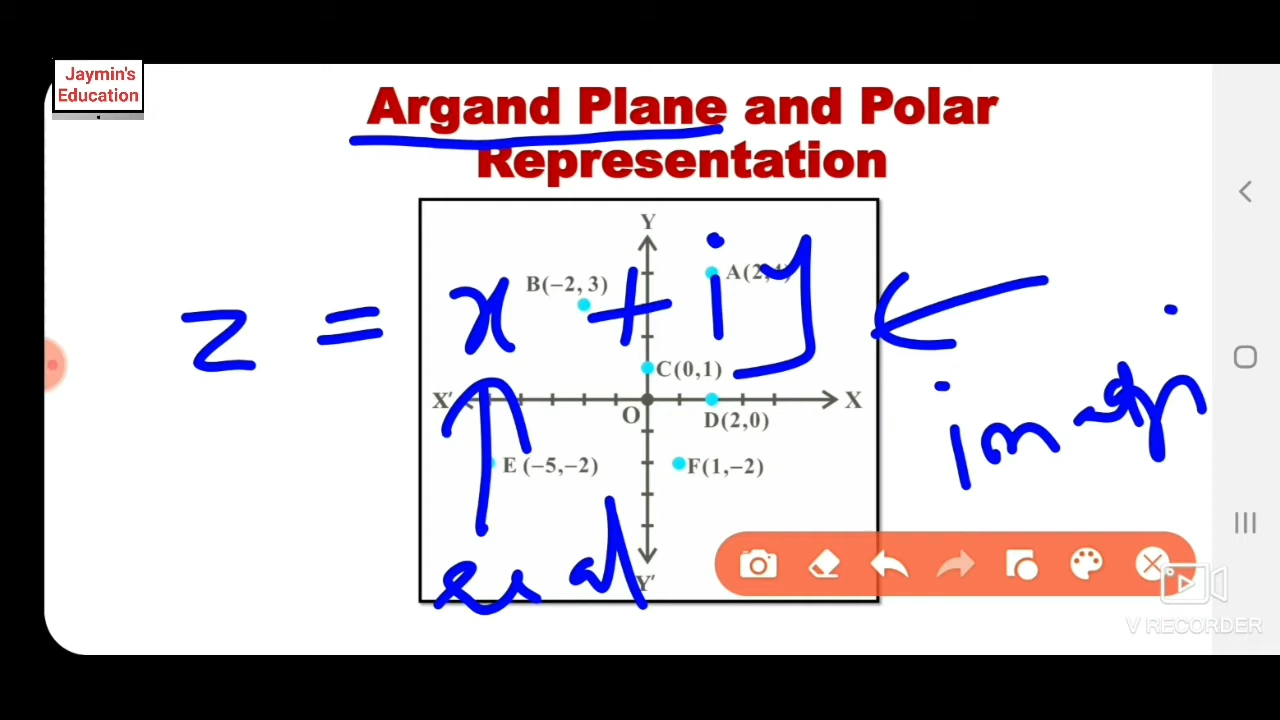 Jaymin's
Education
Argand Plane and Polar
Representation
Y
B(−2, 3)
A(2,4)
z = x + iy
C(0,1)
X′
O
X
D(2,0)
E (−5,−2)
F(1,−2)
real
Y′
V RECORDER